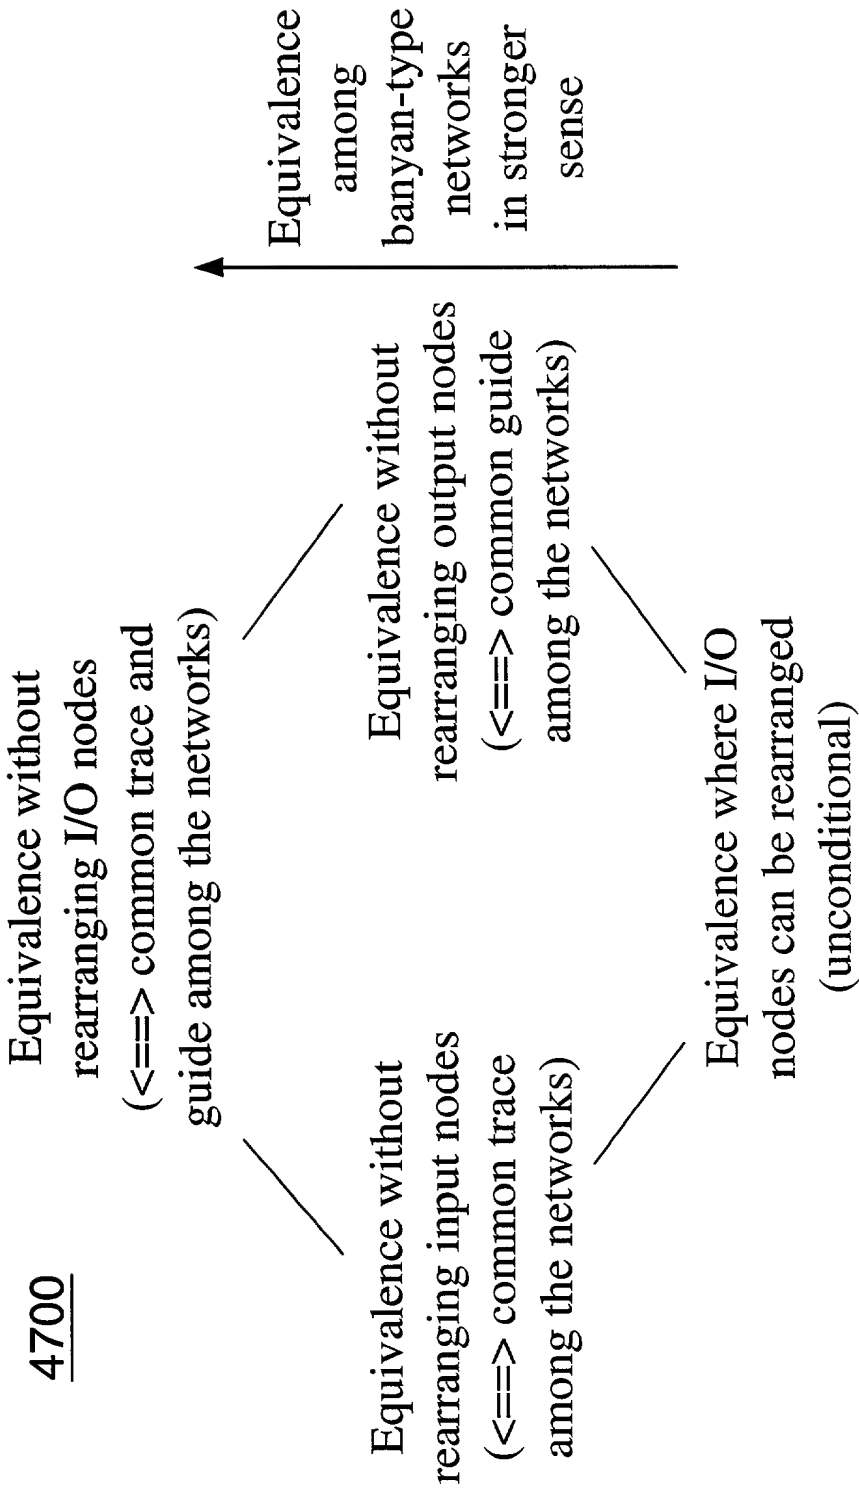 4700
Equivalence without
rearranging I/O nodes
(<==> common trace and
guide among the networks)
Equivalence without
rearranging input nodes
(<==> common trace
among the networks)
Equivalence without
rearranging output nodes
(<==> common guide
among the networks)
Equivalence where I/O
nodes can be rearranged
(unconditional)
Equivalence
among
banyan-type
networks
in stronger
sense